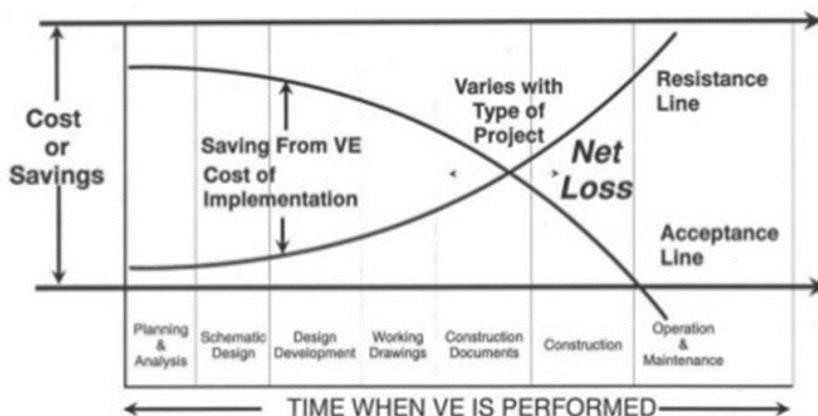 Cost
or
Savings
Saving From VE
Cost of
Implementation
Varies with
Type of
Project
Net
Loss
Resistance
Line
Acceptance
Line
Planning
&
Analysis
Schematic
Design
Design
Development
Working
Drawings
Construction
Documents
Construction
Operation
&
Maintenance
TIME WHEN VE IS PERFORMED